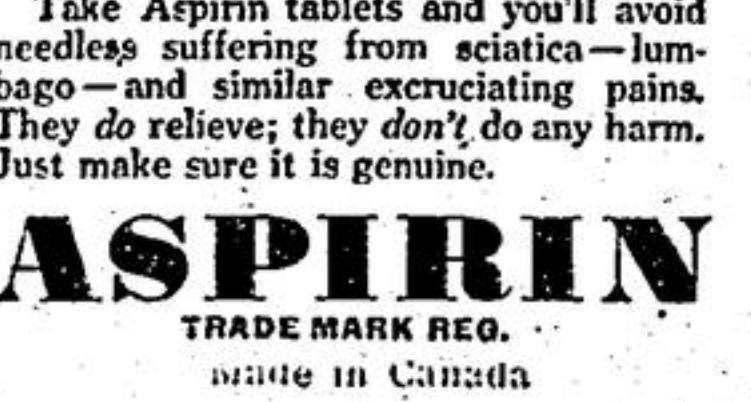 Take Aspirin tablets and you'll avoid
needless suffering from sciatica—lum-
bago—and similar excruciating pains.
They do relieve; they don't do any harm.
Just make sure it is genuine.
ASPIRIN
TRADE MARK REG.
Made in Canada